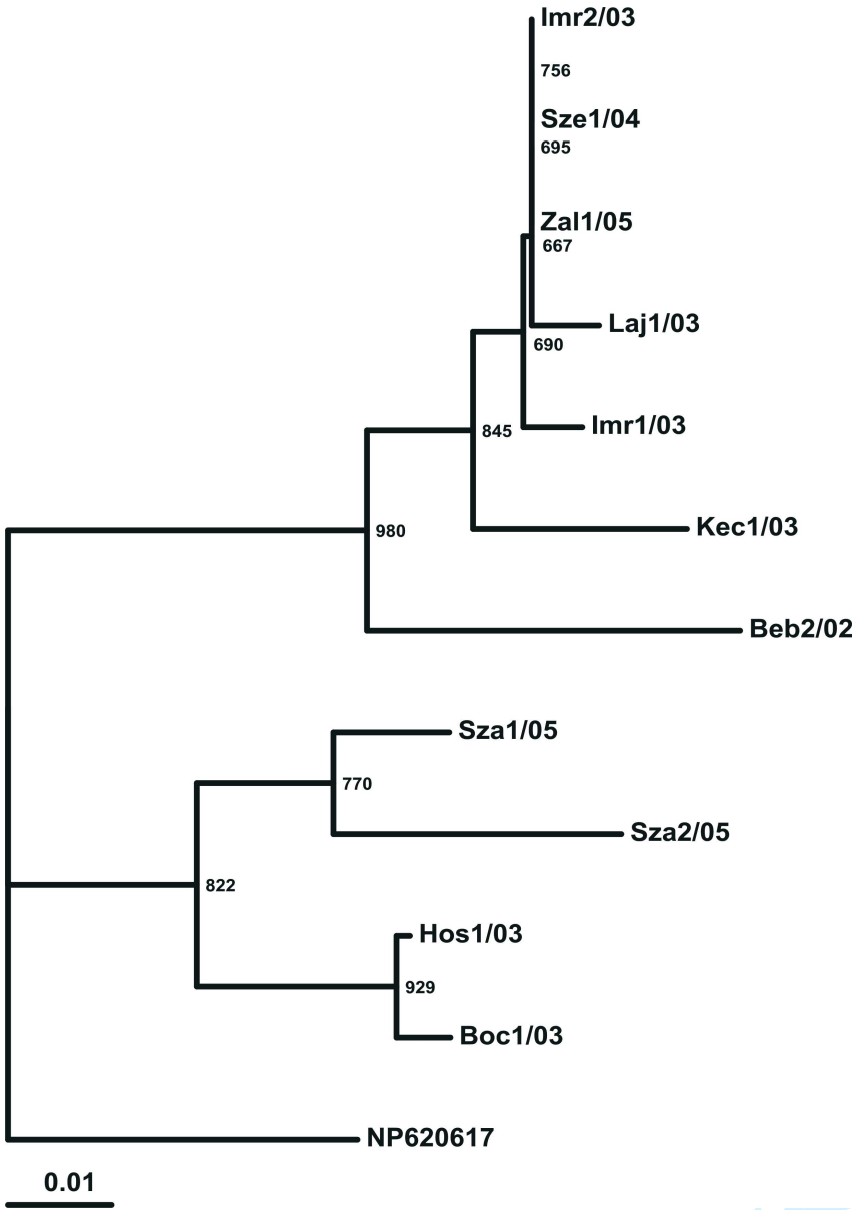 Imr2/03
756
Sze1/04
695
Zal1/05
667
Laj1/03
690
Imr1/03
845
Kec1/03
980
Beb2/02
Sza1/05
770
Sza2/05
822
Hos1/03
929
Boc1/03
NP620617
0.01